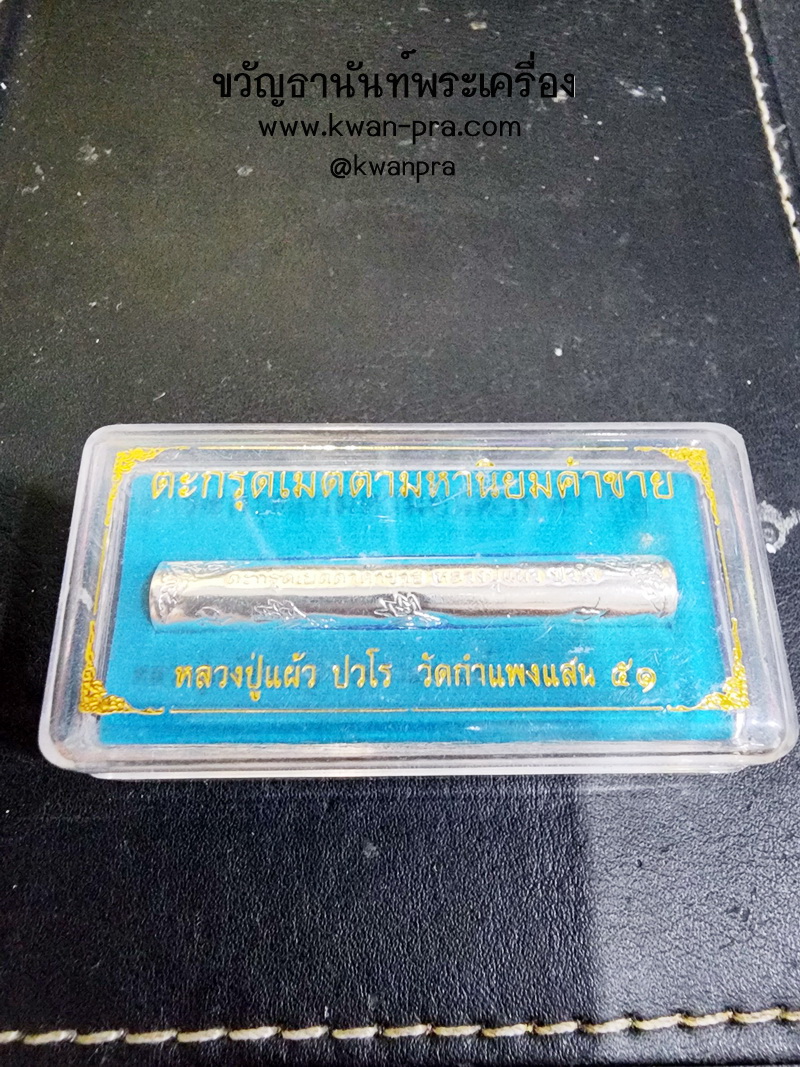 ขวัญธานันท์พระเครื่อง
www.kwan-pra.com
@kwanpra
ตะกรุดเมตตามหานิยมค้าขาย
หลวงปู่แผ้ว ปวโร วัดกำแพงแสน ๕๑